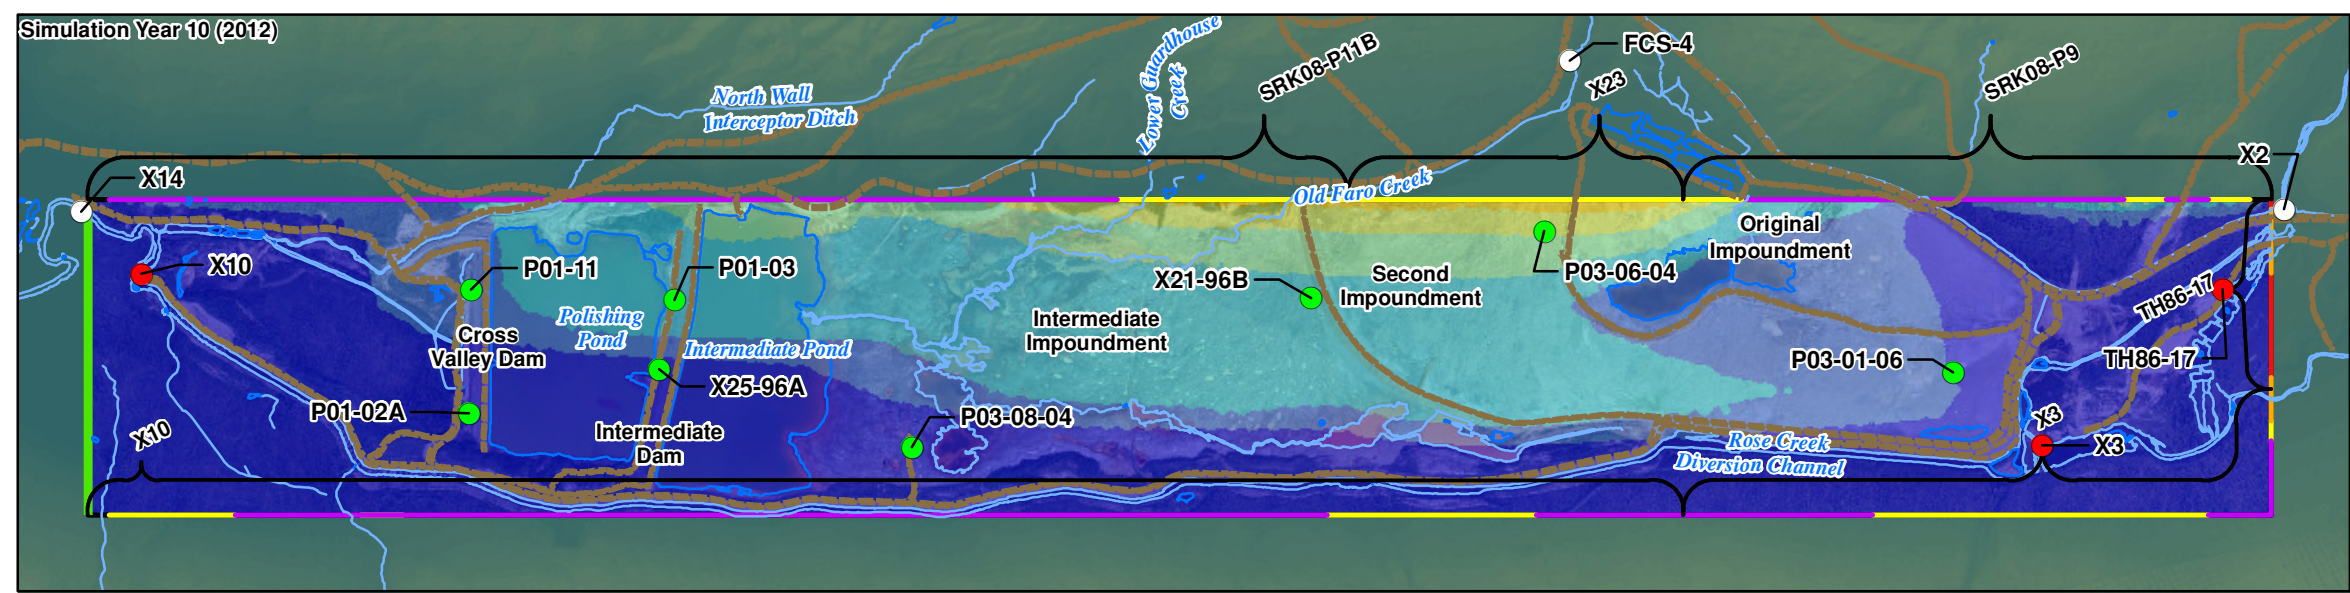 Simulation Year 10 (2012)
FCS-4
SRK08-P11B
X23
SRK08-P9
North Wall
Interceptor Ditch
Lower Guardhouse
Creek
X2
X14
Old Faro Creek
Original
Impoundment
X10
P01-11
P01-03
X21-96B
Second
Impoundment
P03-06-04
TH86-17
Polishing
Pond
Cross
Valley Dam
Intermediate Pond
Intermediate
Impoundment
P03-01-06
TH86-17
X25-96A
P01-02A
P03-08-04
X10
Intermediate
Dam
Rose Creek
Diversion Channel
X3
X3